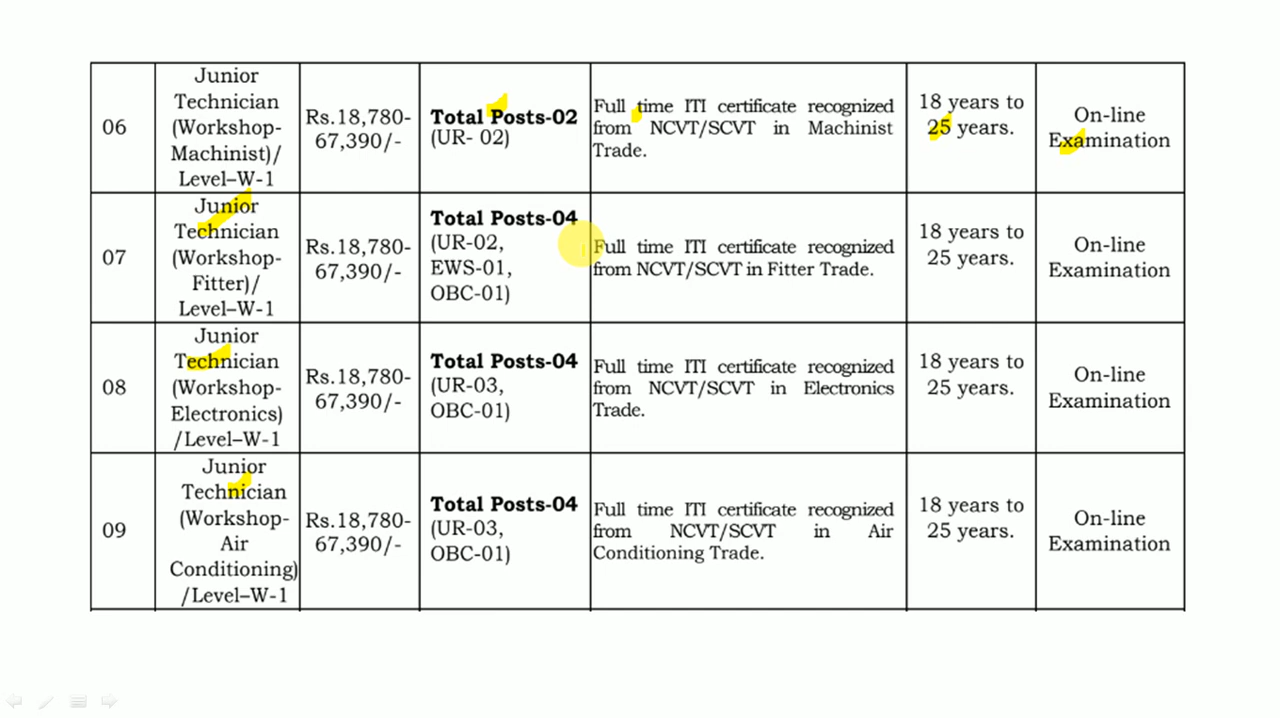 06
Junior
Technician
(Workshop-
Machinist)/
Level–W-1
Rs.18,780-
67,390/-
Total Posts-02
(UR- 02)
Full time ITI certificate recognized
from NCVT/SCVT in Machinist
Trade.
18 years to
25 years.
On-line
Examination
07
Junior
Technician
(Workshop-
Fitter)/
Level–W-1
Rs.18,780-
67,390/-
Total Posts-04
(UR-02,
EWS-01,
OBC-01)
Full time ITI certificate recognized
from NCVT/SCVT in Fitter Trade.
18 years to
25 years.
On-line
Examination
08
Junior
Technician
(Workshop-
Electronics)
/Level–W-1
Rs.18,780-
67,390/-
Total Posts-04
(UR-03,
OBC-01)
Full time ITI certificate recognized
from NCVT/SCVT in Electronics
Trade.
18 years to
25 years.
On-line
Examination
09
Junior
Technician
(Workshop-
Air
Conditioning)
/Level–W-1
Rs.18,780-
67,390/-
Total Posts-04
(UR-03,
OBC-01)
Full time ITI certificate recognized
from NCVT/SCVT in Air
Conditioning Trade.
18 years to
25 years.
On-line
Examination